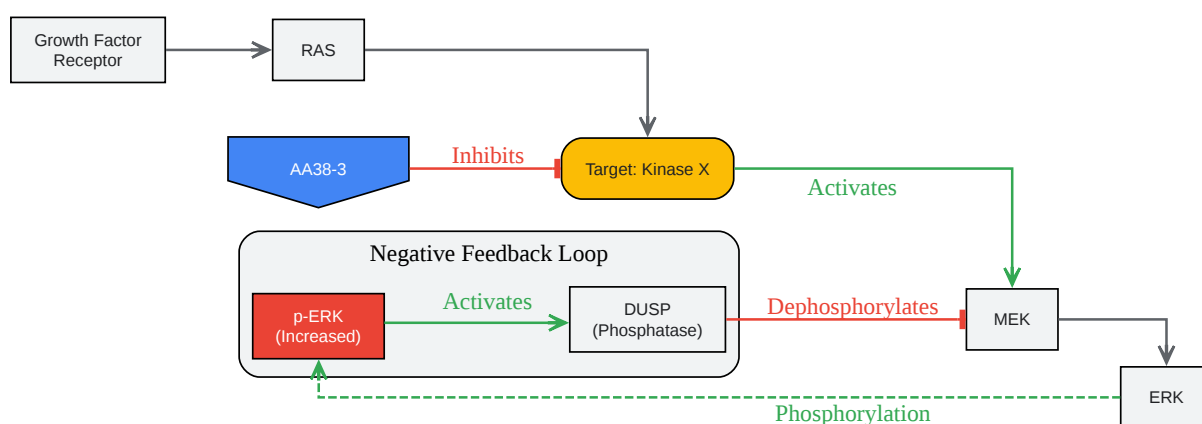 Growth Factor
Receptor
RAS
AA38-3
Inhibits
Target: Kinase X
Activates
Negative Feedback Loop
p-ERK
(Increased)
Activates
DUSP
(Phosphatase)
Dephosphorylates
MEK
Phosphorylation
ERK